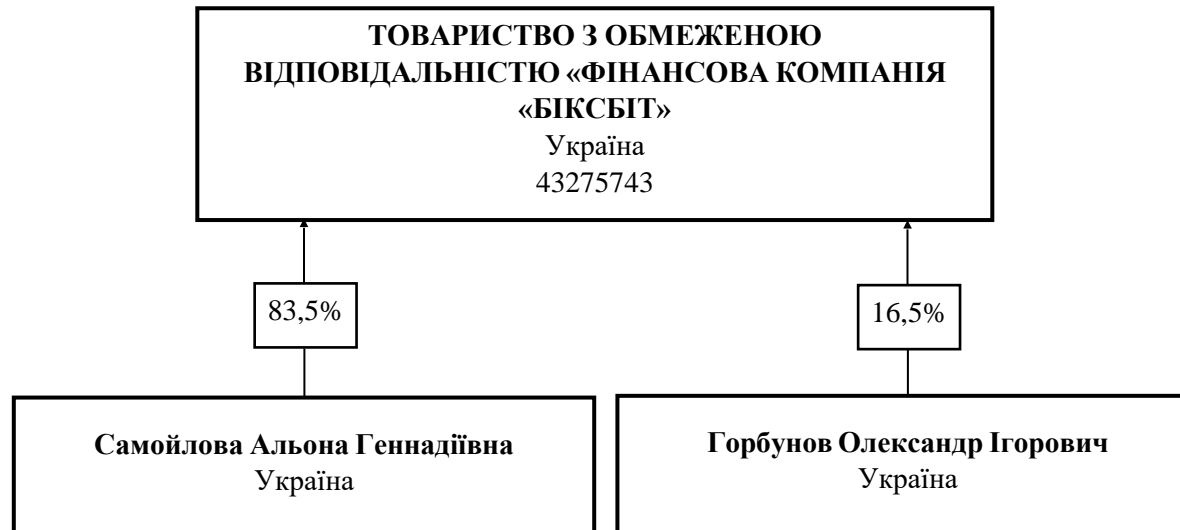 ТОВАРИСТВО З ОБМЕЖЕНОЮ
ВІДПОВІДАЛЬНІСТЮ «ФІНАНСОВА КОМПАНІЯ
«БІКСБІТ»
Україна
43275743
83,5%
16,5%
Самойлова Альона Геннадіївна
Україна
Горбунов Олександр Ігорович
Україна